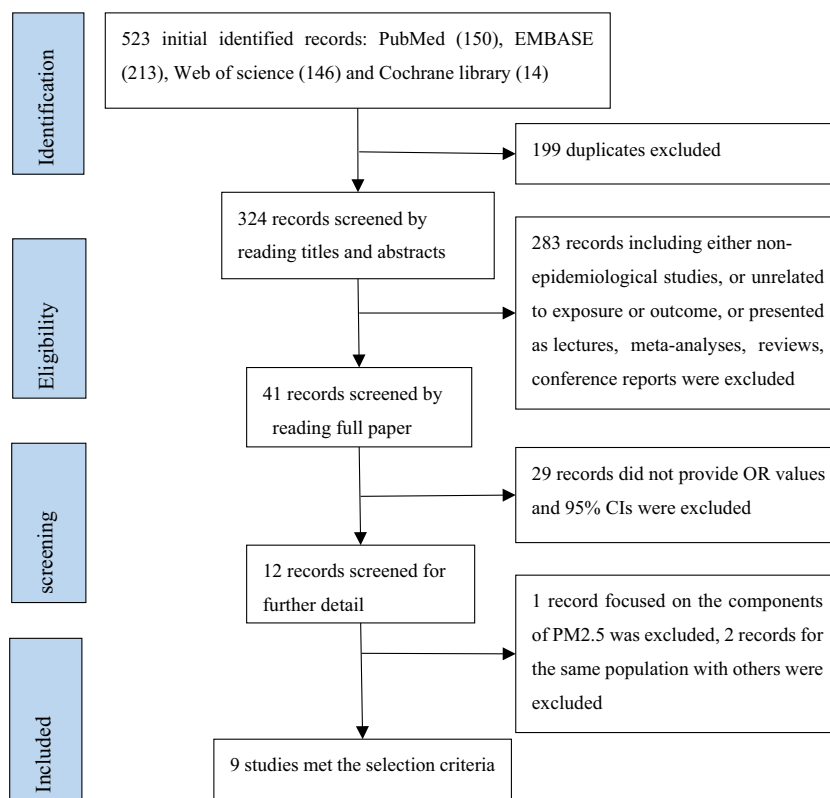 Identification
523 initial identified records: PubMed (150), EMBASE
(213), Web of science (146) and Cochrane library (14)
199 duplicates excluded
324 records screened by
reading titles and abstracts
Eligibility
283 records including either non-
epidemiological studies, or unrelated
to exposure or outcome, or presented
as lectures, meta-analyses, reviews,
conference reports were excluded
41 records screened by
reading full paper
screening
29 records did not provide OR values
and 95% CIs were excluded
12 records screened for
further detail
1 record focused on the components
of PM2.5 was excluded, 2 records for
the same population with others were
excluded
Included
9 studies met the selection criteria